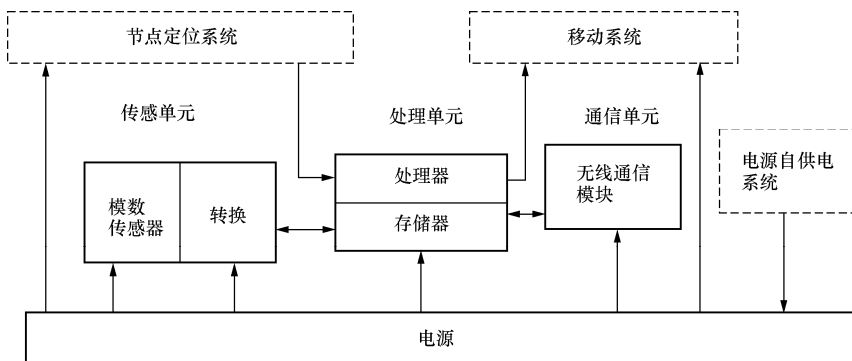 节点定位系统
移动系统
传感单元
处理单元
通信单元
模数
传感器
转换
处理器
存储器
无线通信
模块
电源自供电
系统
电源